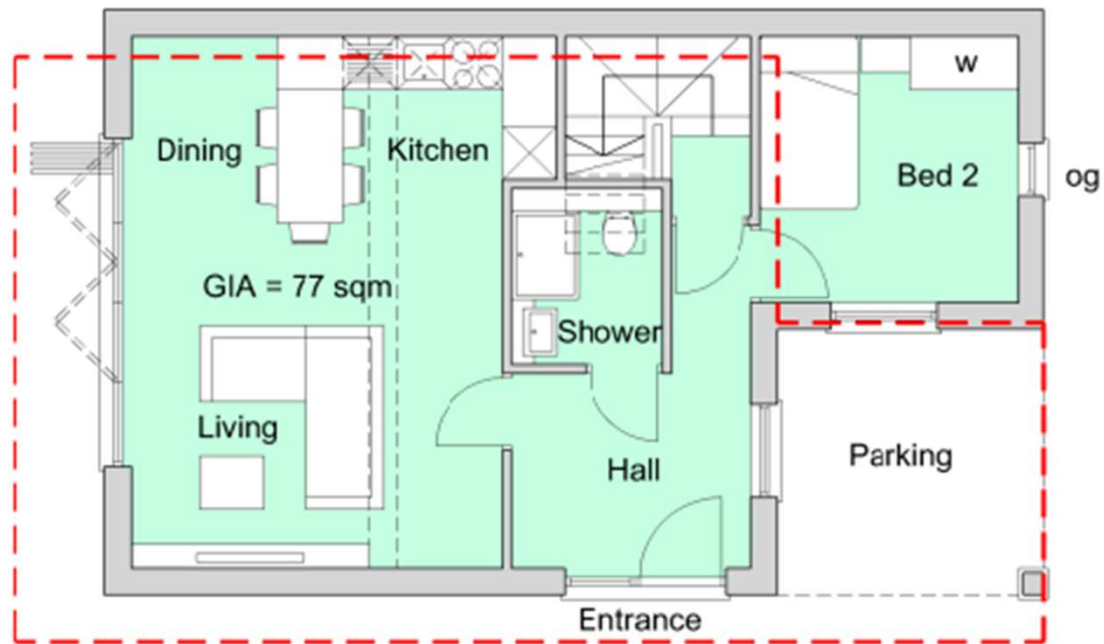 w
Dining
Kitchen
Bed 2
og
GIA = 77 sqm
Shower
Living
Hall
Parking
Entrance